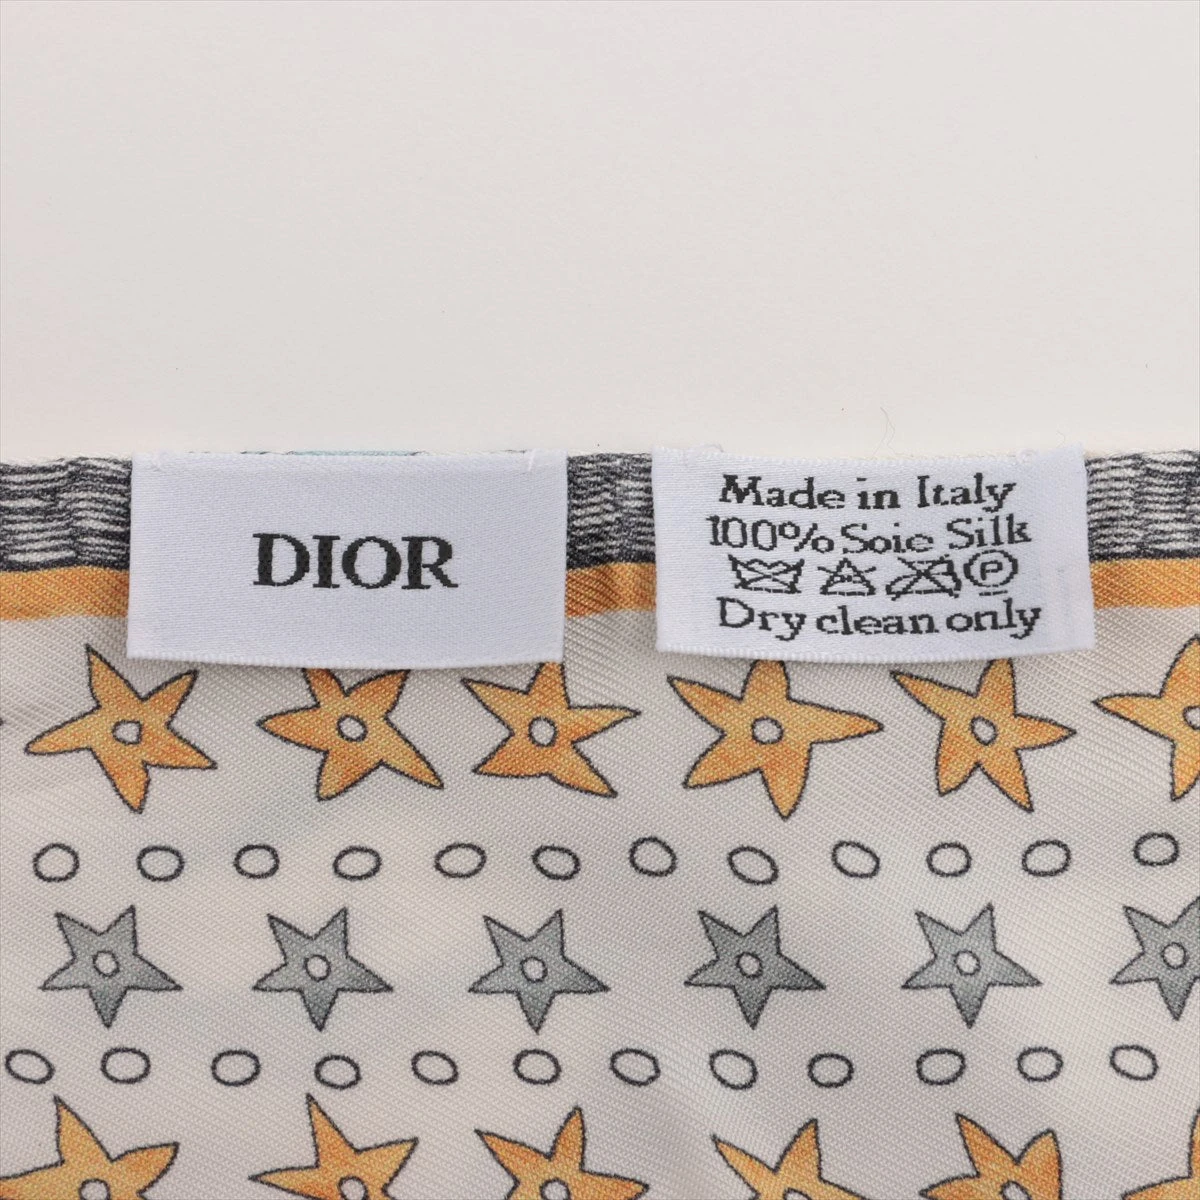 DIOR
Made in Italy
100% Soie Silk
P
Dry clean only